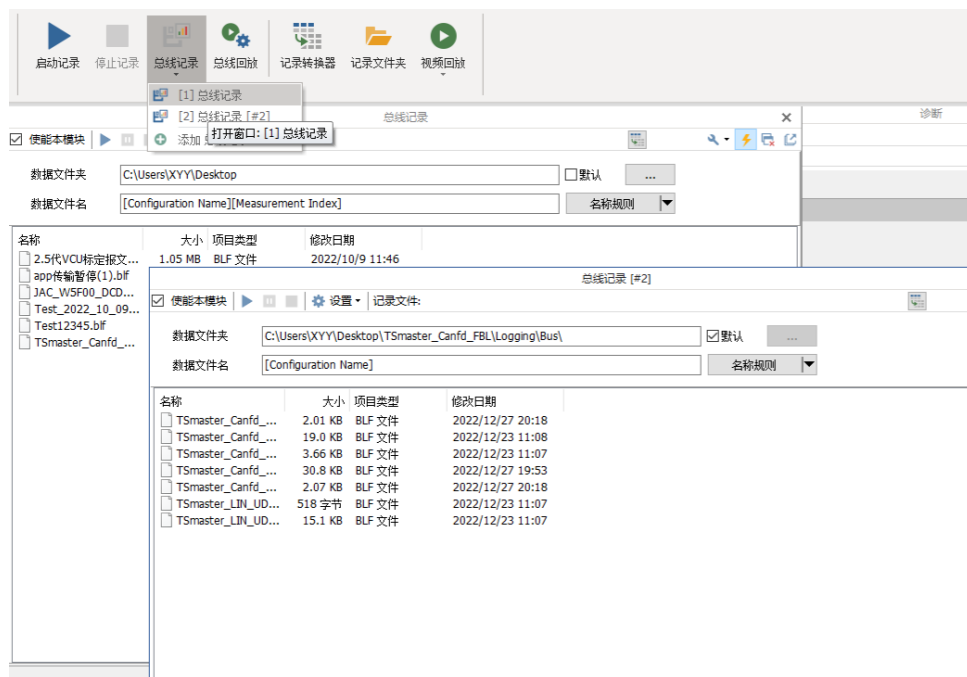 启动记录 停止记录 总线记录 总线回放 记录转换器 记录文件夹 视频回放
[1] 总线记录
[2] 总线记录 [#2]
添加
打开窗口: [1] 总线记录
总线记录
诊断
使能本模块
数据文件夹 C:\Users\XYY\Desktop 默认 ...
数据文件名 [Configuration Name][Measurement Index] 名称规则
名称 大小 项目类型 修改日期
2.5代VCU标定报文... 1.05 MB BLF 文件 2022/10/9 11:46
app传输暂停(1).blf
JAC_W5F00_DCD...
Test_2022_10_09...
Test12345.blf
TSmaster_Canfd_...
总线记录 [#2]
使能本模块 设置 记录文件:
数据文件夹 C:\Users\XYY\Desktop\TSmaster_Canfd_FBL\Logging\Bus\ 默认 ...
数据文件名 [Configuration Name] 名称规则
名称 大小 项目类型 修改日期
TSmaster_Canfd_... 2.01 KB BLF 文件 2022/12/27 20:18
TSmaster_Canfd_... 19.0 KB BLF 文件 2022/12/23 11:08
TSmaster_Canfd_... 3.66 KB BLF 文件 2022/12/23 11:07
TSmaster_Canfd_... 30.8 KB BLF 文件 2022/12/27 19:53
TSmaster_Canfd_... 2.07 KB BLF 文件 2022/12/27 20:18
TSmaster_LIN_UD... 518 字节 BLF 文件 2022/12/23 11:07
TSmaster_LIN_UD... 15.1 KB BLF 文件 2022/12/23 11:07